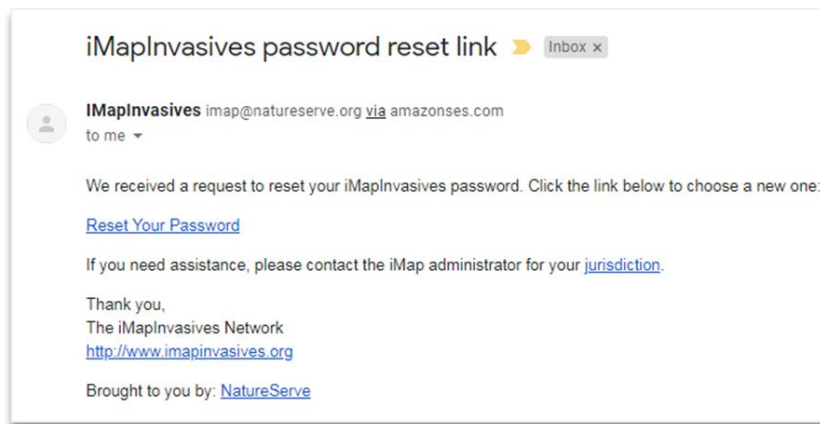 iMapInvasives password reset link Inbox x
IMapInvasives imap@natureserve.org via amazonses.com
to me
We received a request to reset your iMapInvasives password. Click the link below to choose a new one:
Reset Your Password
If you need assistance, please contact the iMap administrator for your jurisdiction.
Thank you,
The iMapInvasives Network
http://www.imapinvasives.org
Brought to you by: NatureServe